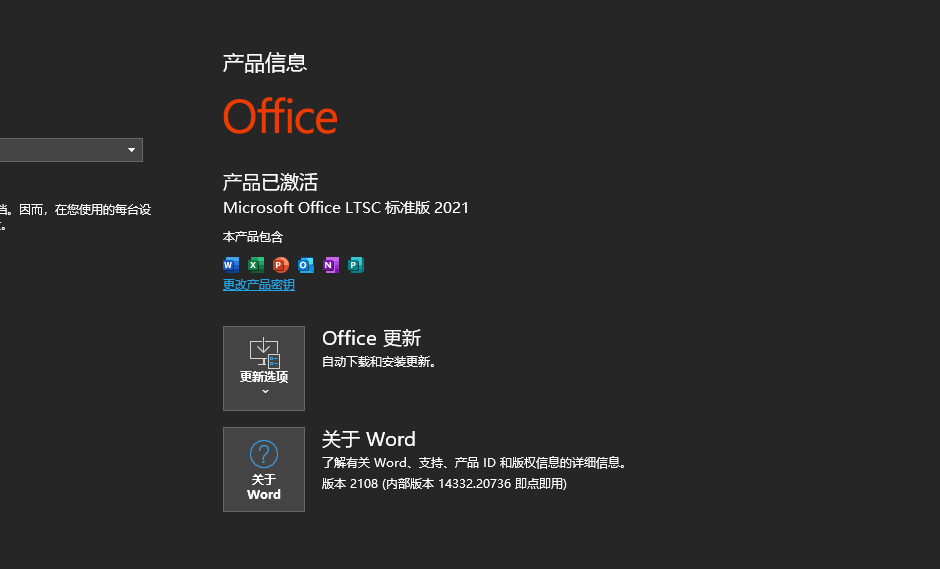 产品信息
Office
产品已激活
Microsoft Office LTSC 标准版 2021
本产品包含
W X P O N P
更改产品密钥
。因而，在您使用的每台设
。
更新选项
Office 更新
自动下载和安装更新。
?
关于
Word
关于 Word
了解有关 Word、支持、产品 ID 和版权信息的详细信息。
版本 2108 (内部版本 14332.20736 即点即用)